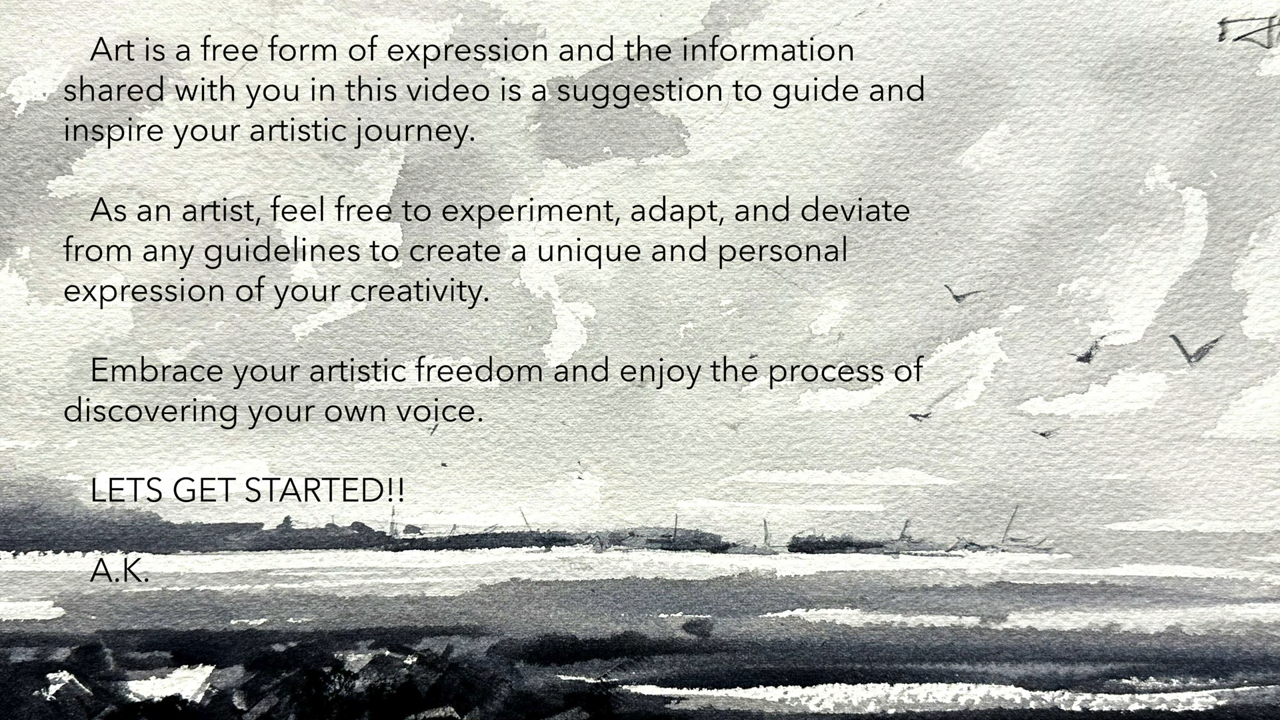 Art is a free form of expression and the information
shared with you in this video is a suggestion to guide and
inspire your artistic journey.
As an artist, feel free to experiment, adapt, and deviate
from any guidelines to create a unique and personal
expression of your creativity.
Embrace your artistic freedom and enjoy the process of
discovering your own voice.
LETS GET STARTED!!
A.K.